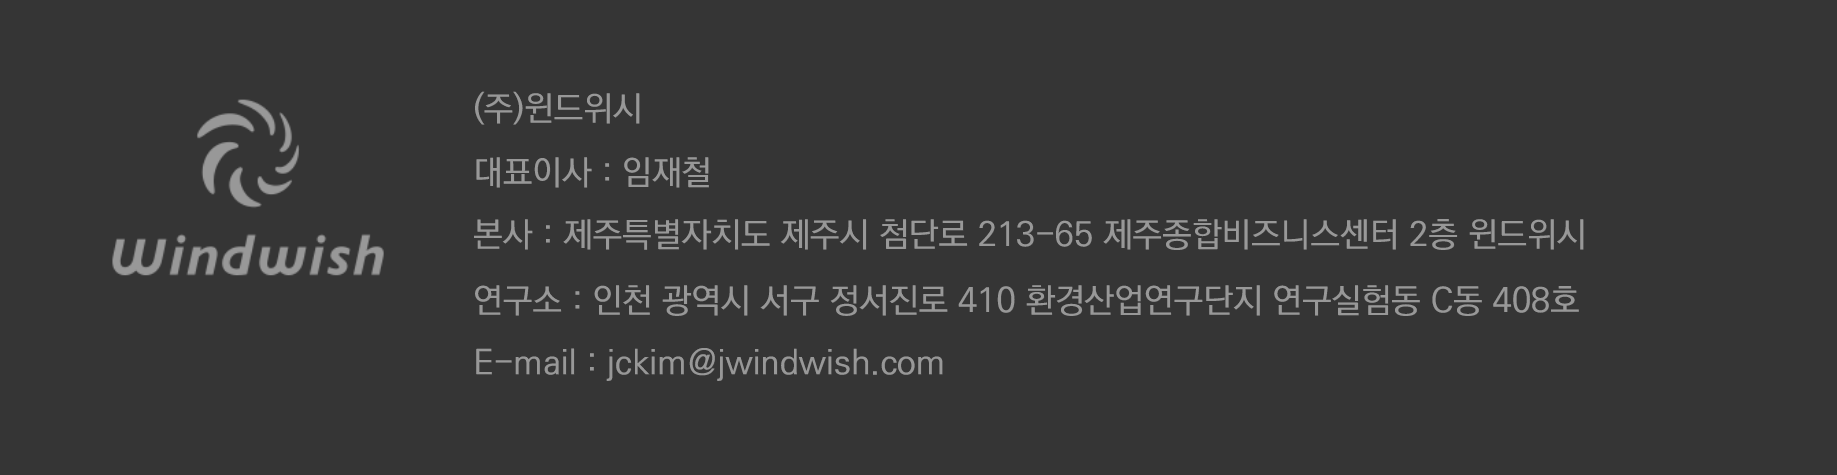 Windwish
(주)윈드위시
대표이사 : 임재철
본사 : 제주특별자치도 제주시 첨단로 213-65 제주종합비즈니스센터 2층 윈드위시
연구소 : 인천 광역시 서구 정서진로 410 환경산업연구단지 연구실험동 C동 408호
E-mail : jckim@jwindwish.com